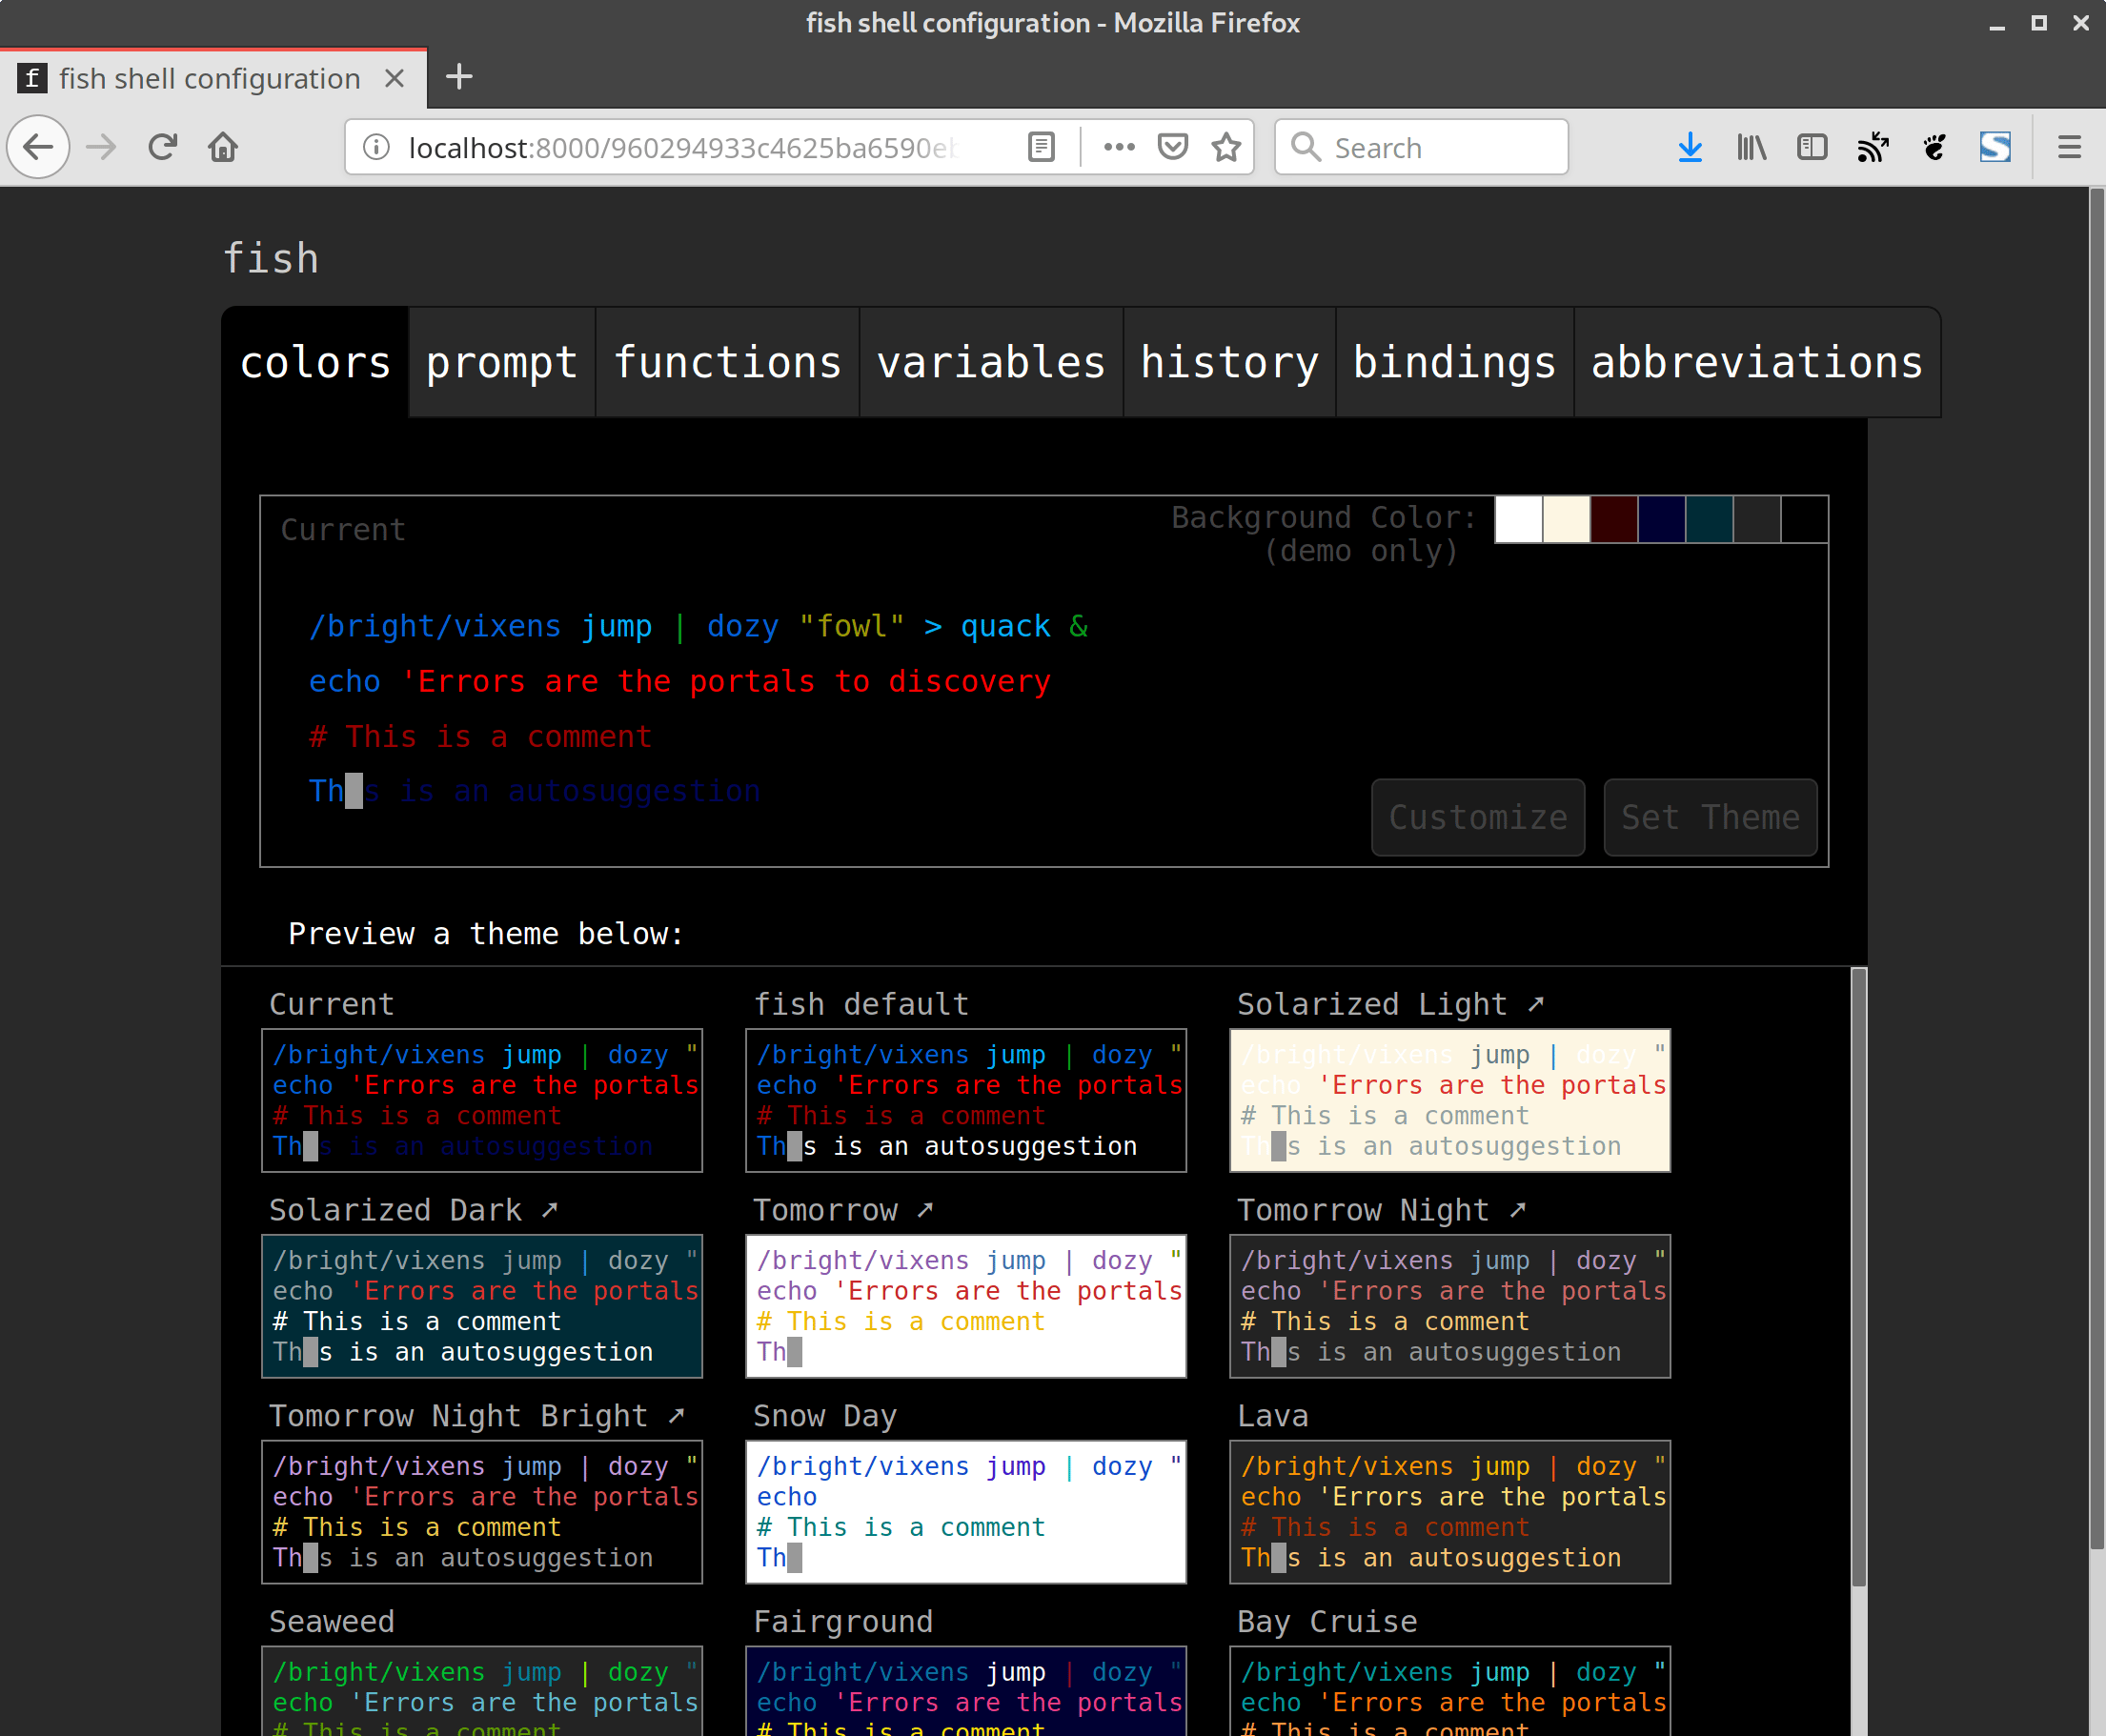 fish shell configuration - Mozilla Firefox
f fish shell configuration
localhost:8000/960294933c4625ba6590eb
Search
fish
colors prompt functions variables history bindings abbreviations
Current
Background Color:
(demo only)
/bright/vixens jump | dozy "fowl" > quack &
echo 'Errors are the portals to discovery
# This is a comment
Th s is an autosuggestion
Customize Set Theme
Preview a theme below:
Current
/bright/vixens jump | dozy "
echo 'Errors are the portals
# This is a comment
Th s is an autosuggestion
fish default
/bright/vixens jump | dozy "
echo 'Errors are the portals
# This is a comment
Th s is an autosuggestion
Solarized Light ➚
/bright/vixens jump | dozy "
echo 'Errors are the portals
# This is a comment
Th s is an autosuggestion
Solarized Dark ➚
/bright/vixens jump | dozy "
echo 'Errors are the portals
# This is a comment
Th s is an autosuggestion
Tomorrow ➚
/bright/vixens jump | dozy "
echo 'Errors are the portals
# This is a comment
Th
Tomorrow Night ➚
/bright/vixens jump | dozy "
echo 'Errors are the portals
# This is a comment
Th s is an autosuggestion
Tomorrow Night Bright ➚
/bright/vixens jump | dozy "
echo 'Errors are the portals
# This is a comment
Th s is an autosuggestion
Snow Day
/bright/vixens jump | dozy "
echo
# This is a comment
Th
Lava
/bright/vixens jump | dozy "
echo 'Errors are the portals
# This is a comment
Th s is an autosuggestion
Seaweed
/bright/vixens jump | dozy "
echo 'Errors are the portals
# This is a comment
Fairground
/bright/vixens jump | dozy "
echo 'Errors are the portals
# This is a comment
Bay Cruise
/bright/vixens jump | dozy "
echo 'Errors are the portals
# This is a comment